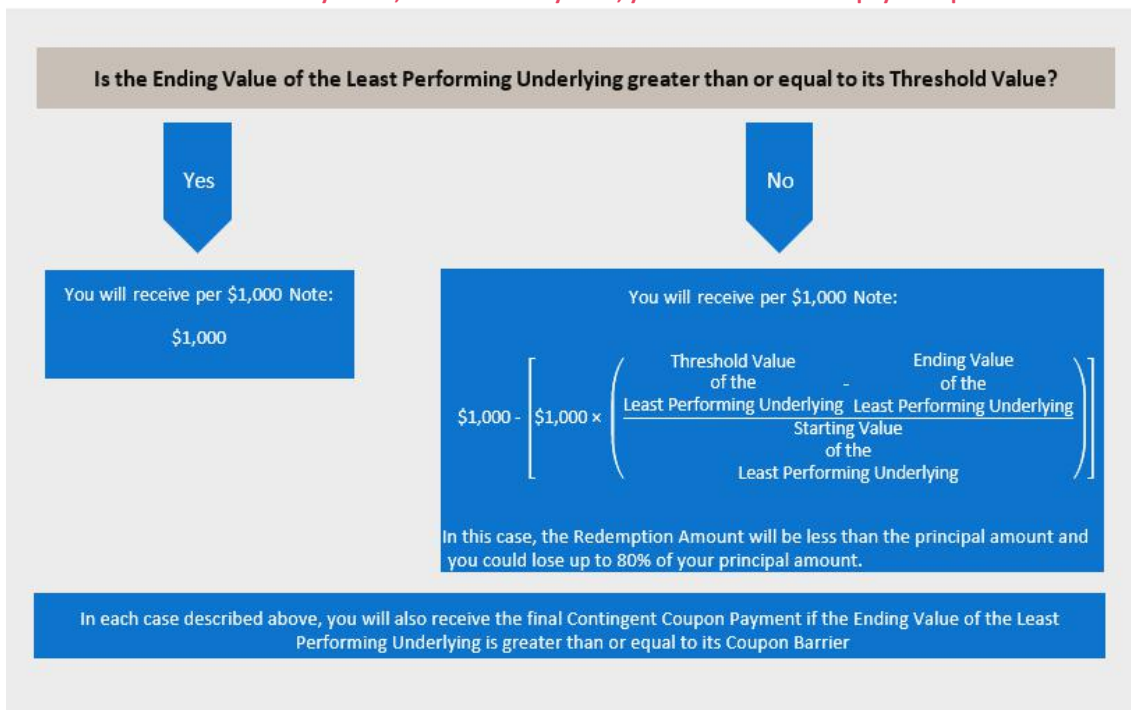 Is the Ending Value of the Least Performing Underlying greater than or equal to its Threshold Value?
Yes
No
You will receive per $1,000 Note:
$1,000
You will receive per $1,000 Note:
$1,000 - [$1,000 × (
Threshold Value
of the
Least Performing Underlying
-
Ending Value
of the
Least Performing Underlying
Starting Value
of the
Least Performing Underlying
)]
In this case, the Redemption Amount will be less than the principal amount and
you could lose up to 80% of your principal amount.
In each case described above, you will also receive the final Contingent Coupon Payment if the Ending Value of the Least
Performing Underlying is greater than or equal to its Coupon Barrier